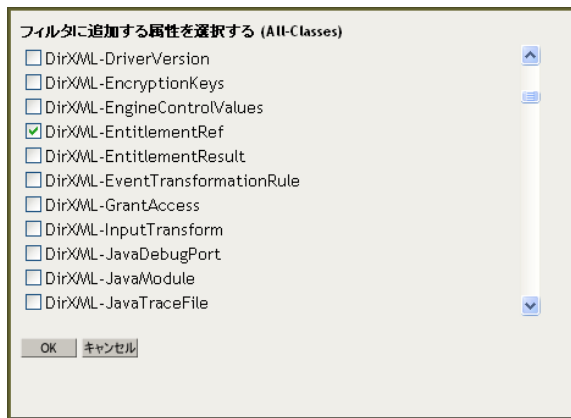 フィルタに追加する属性を選択する (All-Classes)
DirXML-DriverVersion
DirXML-EncryptionKeys
DirXML-EngineControlValues
DirXML-EntitlementRef
DirXML-EntitlementResult
DirXML-EventTransformationRule
DirXML-GrantAccess
DirXML-InputTransform
DirXML-JavaDebugPort
DirXML-JavaModule
DirXML-JavaTraceFile
OK キャンセル